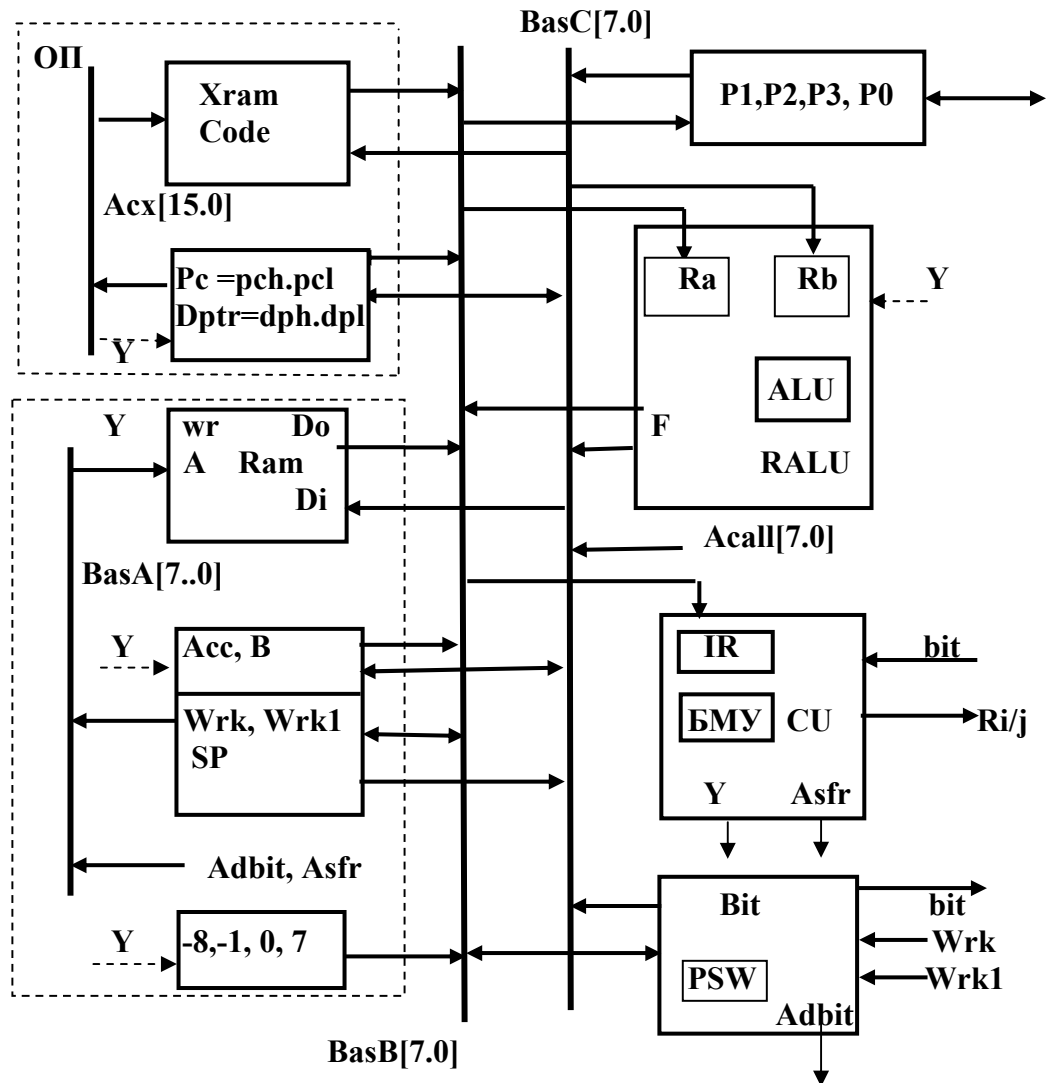 BasC[7.0]
ОП
Xram
Code
P1,P2,P3, P0
Acx[15.0]
Pc =pch.pcl
Dptr=dph.dpl
Y
Ra
Rb
Y
ALU
F
RALU
Y
wr Do
A Ram
Di
Acall[7.0]
BasA[7..0]
Y
Acc, B
Wrk, Wrk1
SP
IR
bit
БМУ CU
Ri/j
Y Asfr
Adbit, Asfr
Y
-8,-1, 0, 7
Bit
bit
Wrk
PSW
Wrk1
Adbit
BasB[7.0]